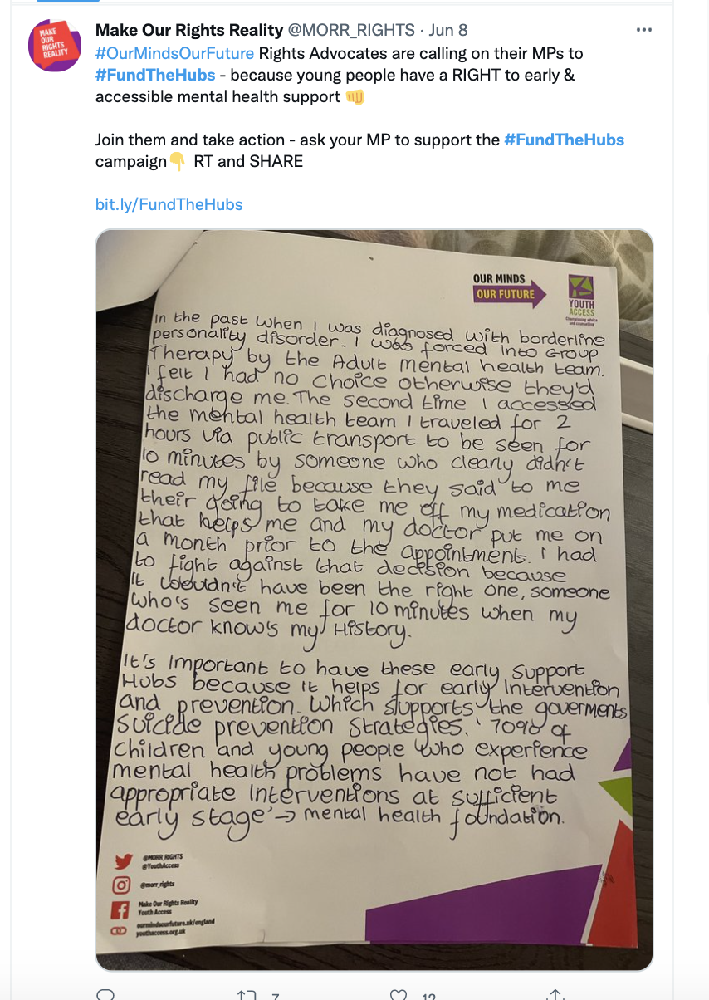 MAKE
OUR
RIGHTS
REALITY
Make Our Rights Reality @MORR_RIGHTS · Jun 8
#OurMindsOurFuture Rights Advocates are calling on their MPs to
#FundTheHubs - because young people have a RIGHT to early &
accessible mental health support 👊
Join them and take action - ask your MP to support the #FundTheHubs
campaign👇 RT and SHARE
bit.ly/FundTheHubs
OUR MINDS
OUR FUTURE
YOUTH
ACCESS
Championing advice
and counselling
In the past when I was diagnosed with borderline
personality disorder. I was forced into Group
Therapy by the Adult mental health team.
I felt I had no choice otherwise they'd
discharge me. The second time I accessed
the mental health team I traveled for 2
hours via public transport to be seen for
10 minutes by someone who clearly didn't
read my file because they said to me
their going to take me off my medication
that helps me and my doctor put me on
a month prior to the appointment. I had
to fight against that decision because
it wouldn't have been the right one, someone
who's seen me for 10 minutes when my
doctor know's my History.
It's Important to have these early support
Hubs because it helps for early Intervention
and prevention. Which supports the goverments
suicide prevention strategies. ' 70% of
children and young people who experience
mental health problems have not had
appropriate Interventions at sufficient
early stage' → mental health foundation.
@MORR_RIGHTS
@YouthAccess
@morr_rights
Make Our Rights Reality
Youth Access
ourmindsourfuture.uk/england
youthaccess.org.uk
7
12